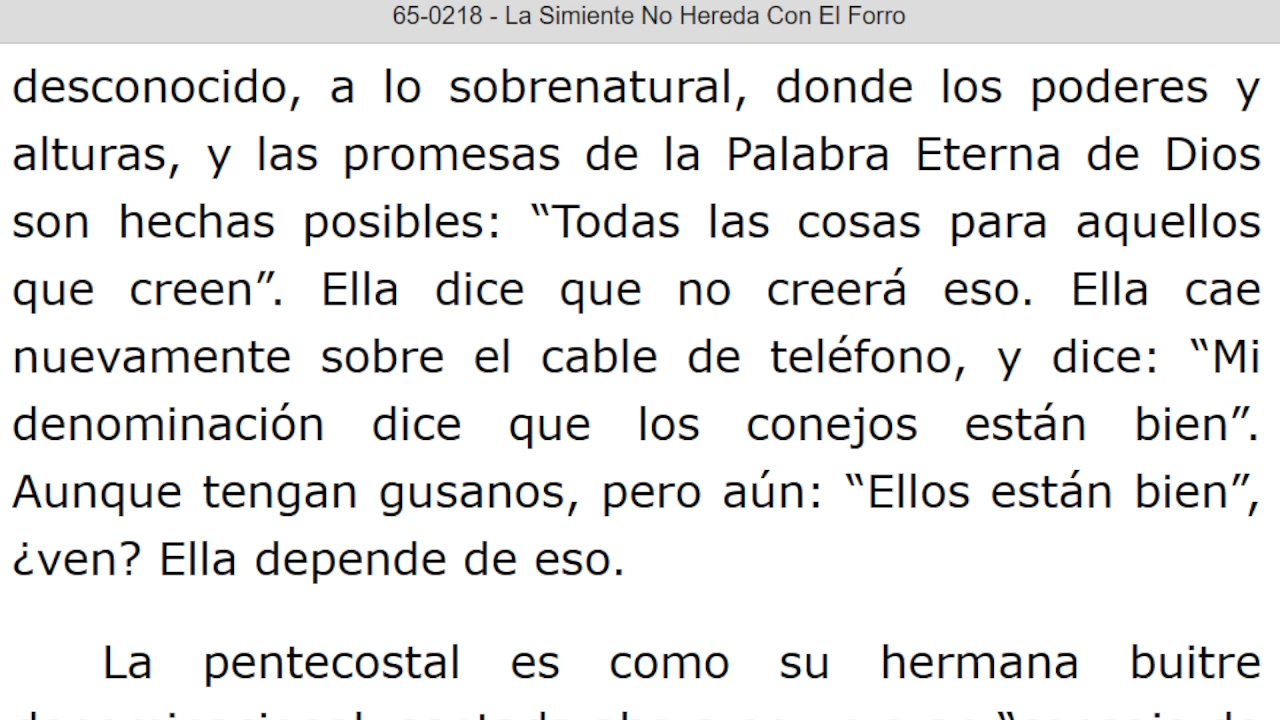 65-0218 - La Simiente No Hereda Con El Forro
desconocido, a lo sobrenatural, donde los poderes y
alturas, y las promesas de la Palabra Eterna de Dios
son hechas posibles: “Todas las cosas para aquellos
que creen”. Ella dice que no creerá eso. Ella cae
nuevamente sobre el cable de teléfono, y dice: “Mi
denominación dice que los conejos están bien”.
Aunque tengan gusanos, pero aún: “Ellos están bien”,
¿ven? Ella depende de eso.
La pentecostal es como su hermana buitre